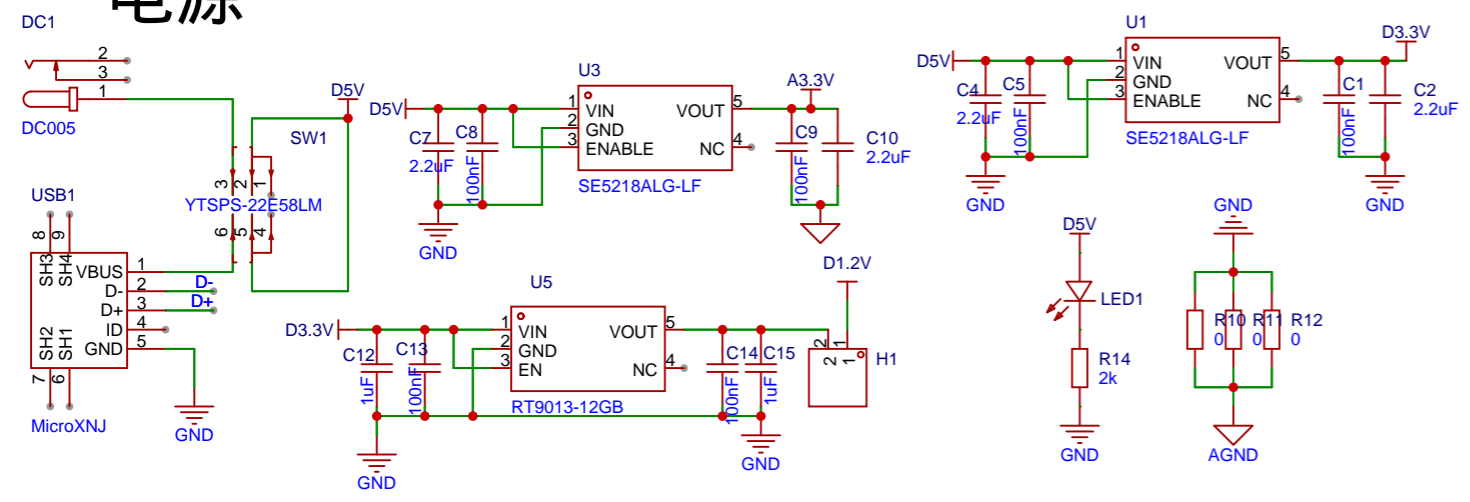 电源
DC1
2
3
1
DC005
D5V
SW1
3
2
1
YTSPS-22E58LM
6
5
4
USB1
8
9
SH3
SH4
VBUS
1
D-
2
D-
D+
3
D+
ID
4
GND
5
SH2
SH1
7
6
MicroXNJ
GND
U3
D5V
1
VIN
VOUT
5
A3.3V
2
GND
3
ENABLE
NC
4
C7
2.2uF
C8
100nF
C9
100nF
C10
2.2uF
SE5218ALG-LF
GND
U1
D5V
1
VIN
VOUT
5
D3.3V
2
GND
3
ENABLE
NC
4
C4
2.2uF
C5
100nF
C1
100nF
C2
2.2uF
SE5218ALG-LF
GND
GND
U5
D3.3V
1
VIN
VOUT
5
2
GND
3
EN
NC
4
C12
1uF
C13
100nF
C14
100nF
C15
1uF
RT9013-12GB
GND
GND
D1.2V
2
1
2
1
H1
D5V
LED1
R14
2k
GND
GND
R10
0
R11
0
R12
0
AGND